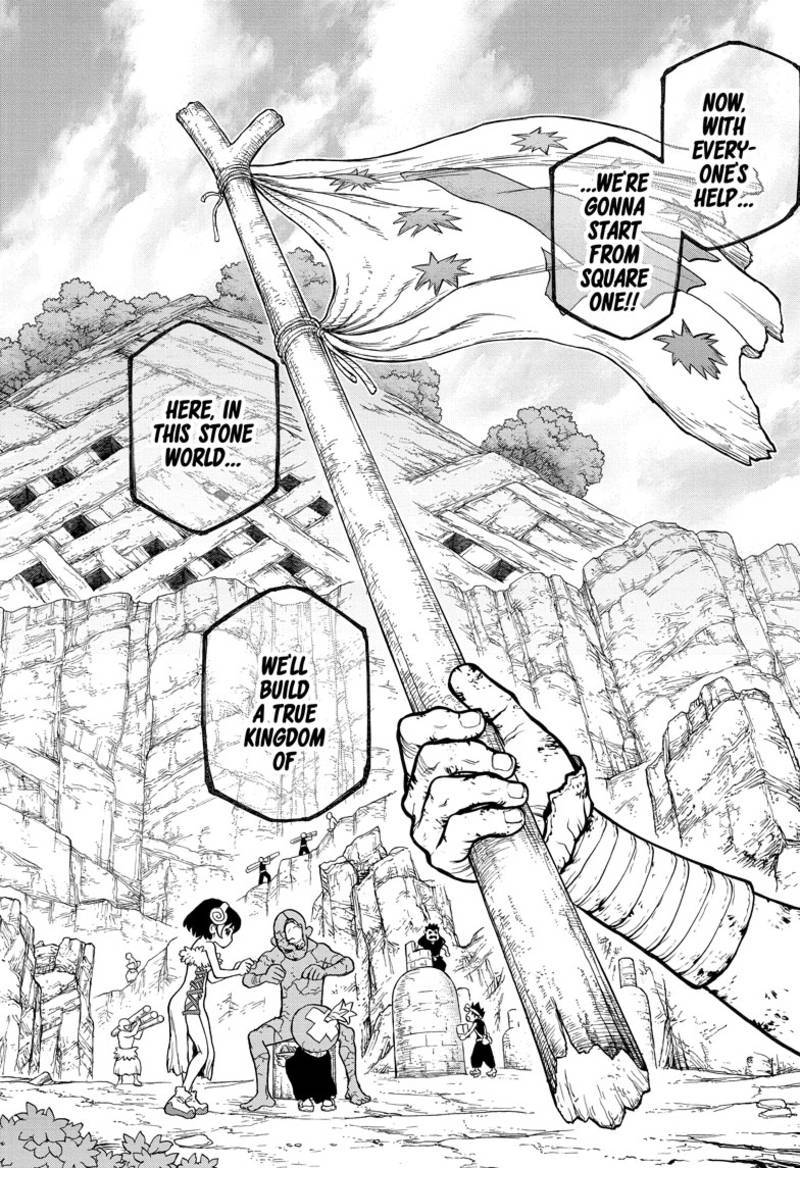 NOW,
WITH
EVERY-
ONE'S
HELP...
...WE'RE
GONNA
START
FROM
SQUARE
ONE!!
HERE, IN
THIS STONE
WORLD...
WE'LL
BUILD
A TRUE
KINGDOM
OF